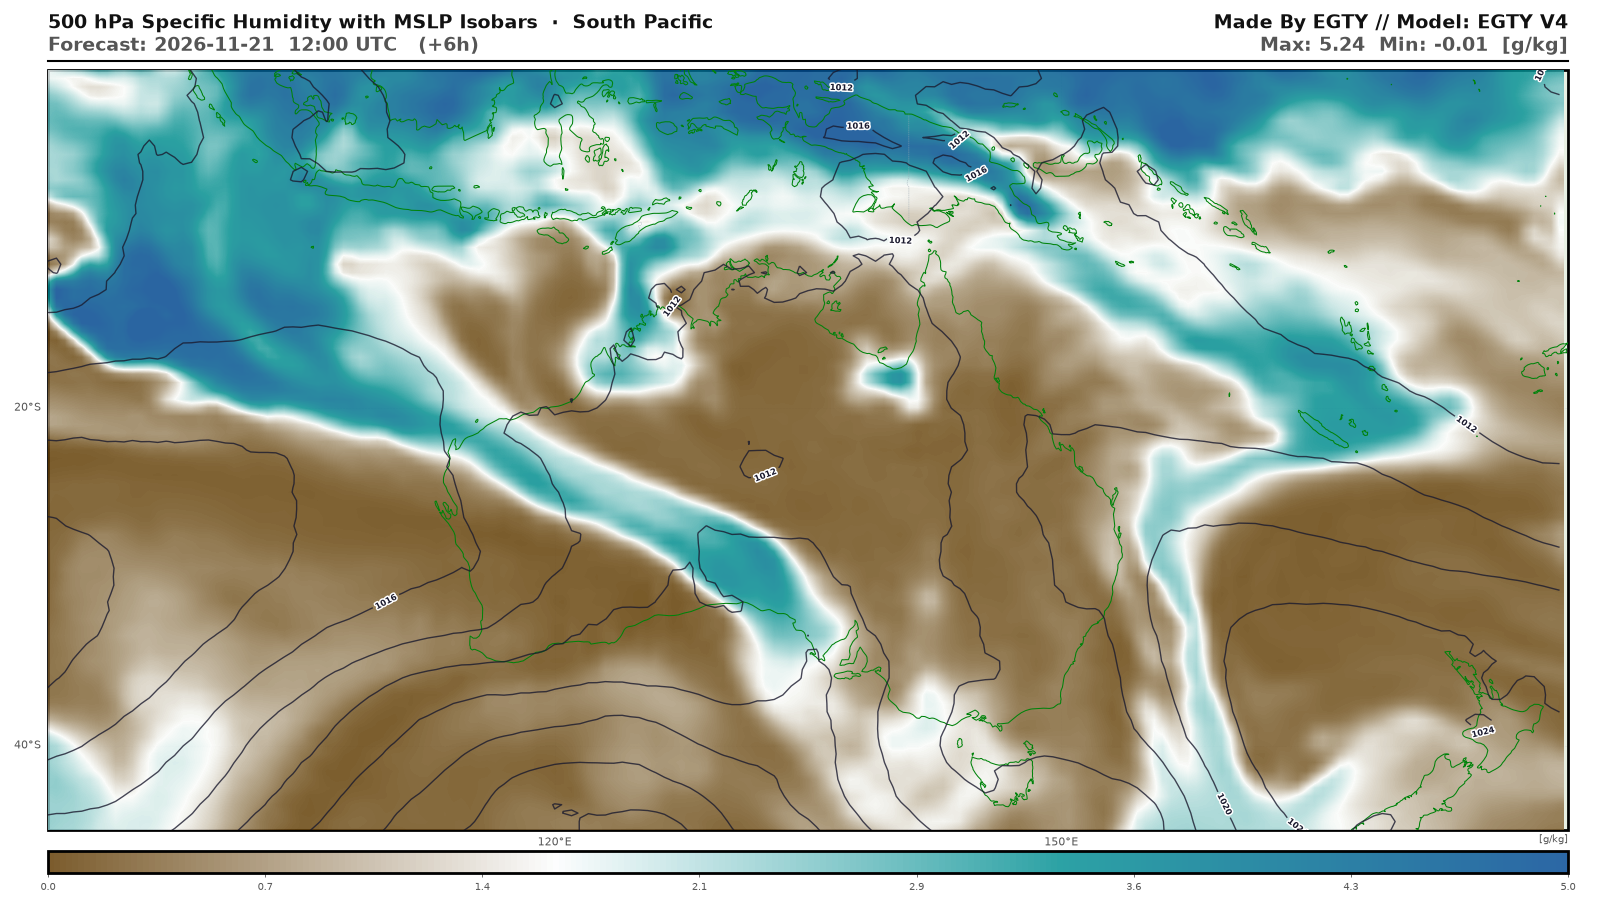 500 hPa Specific Humidity with MSLP Isobars · South Pacific
Made By EGTY // Model: EGTY V4
Forecast: 2026-11-21 12:00 UTC (+6h)
Max: 5.24 Min: -0.01 [g/kg]
1012
1016
1012
1016
1012
1012
1012
1012
1016
1024
1020
20°S
40°S
120°E
150°E
[g/kg]
0.0 0.7 1.4 2.1 2.9 3.6 4.3 5.0